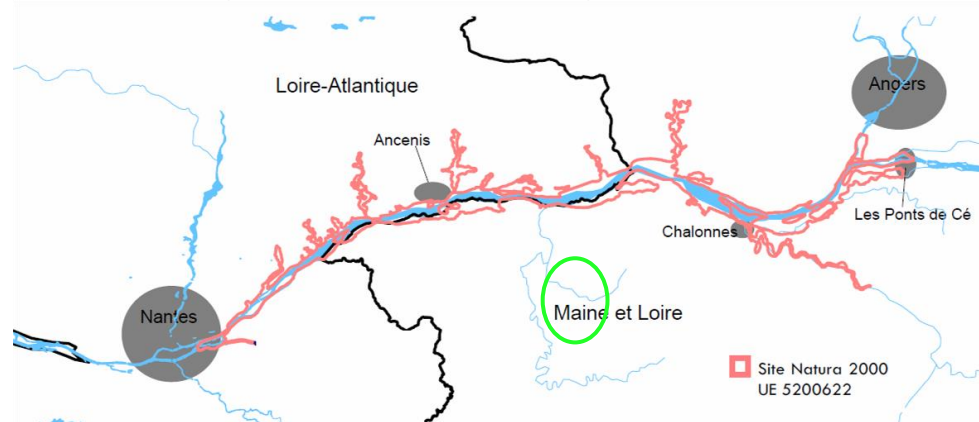 Loire-Atlantique
Angers
Ancenis
Les Ponts de Cé
Chalonnes
Nantes
Maine et Loire
Site Natura 2000
UE 5200622